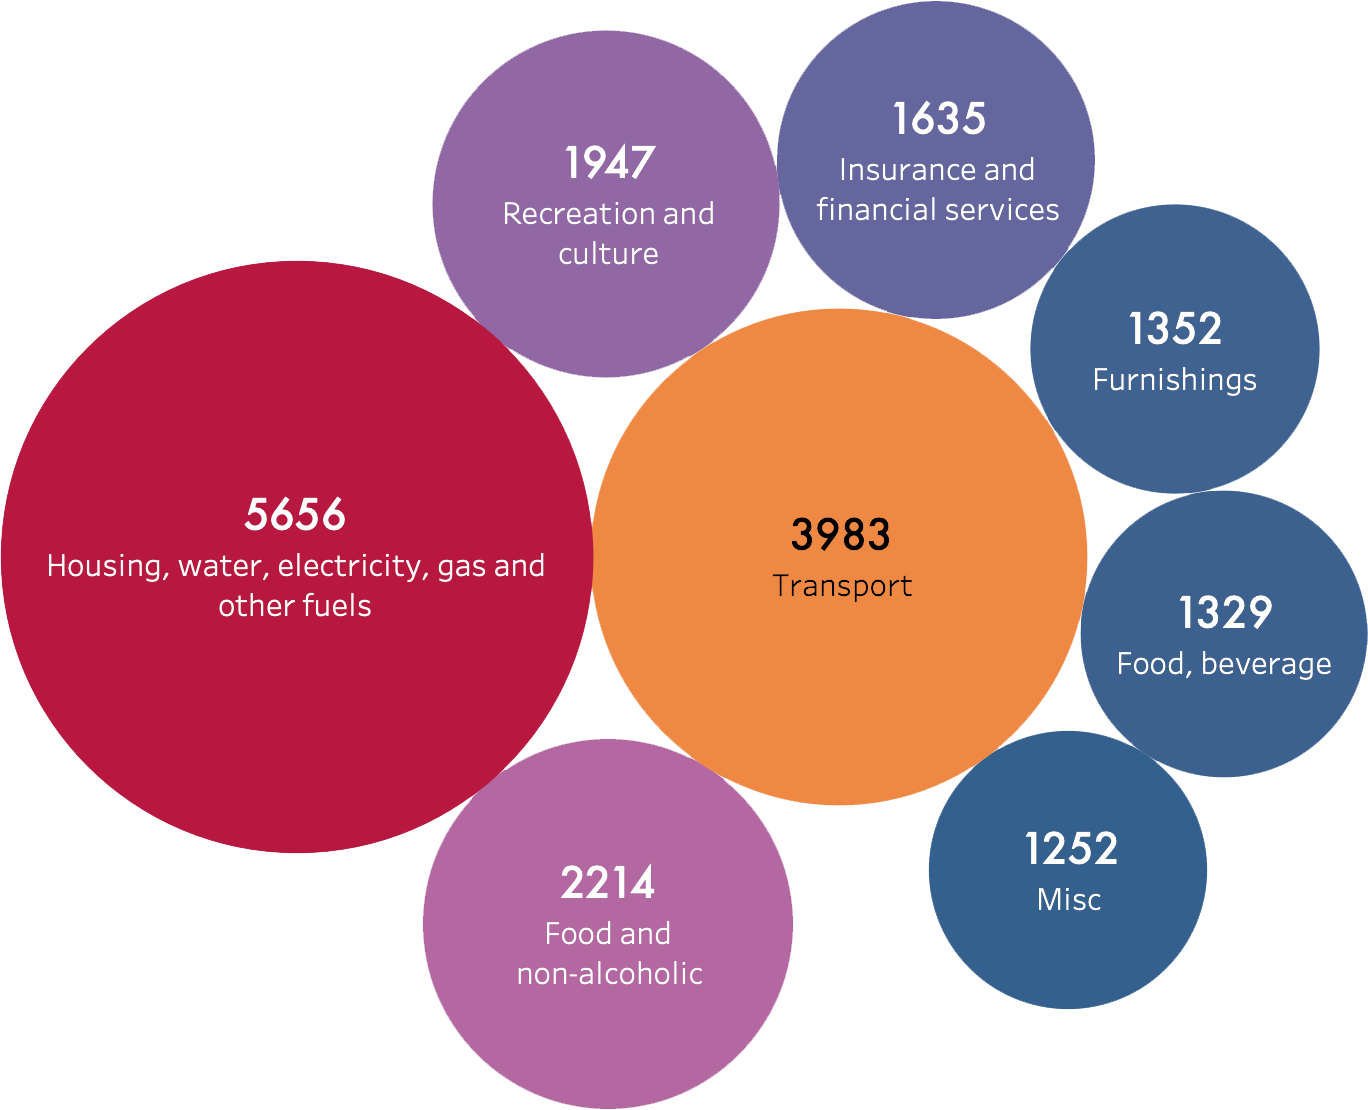 1635
Insurance and
financial services
1947
Recreation and
culture
1352
Furnishings
5656
Housing, water, electricity, gas and
other fuels
3983
Transport
1329
Food, beverage
1252
Misc
2214
Food and
non-alcoholic